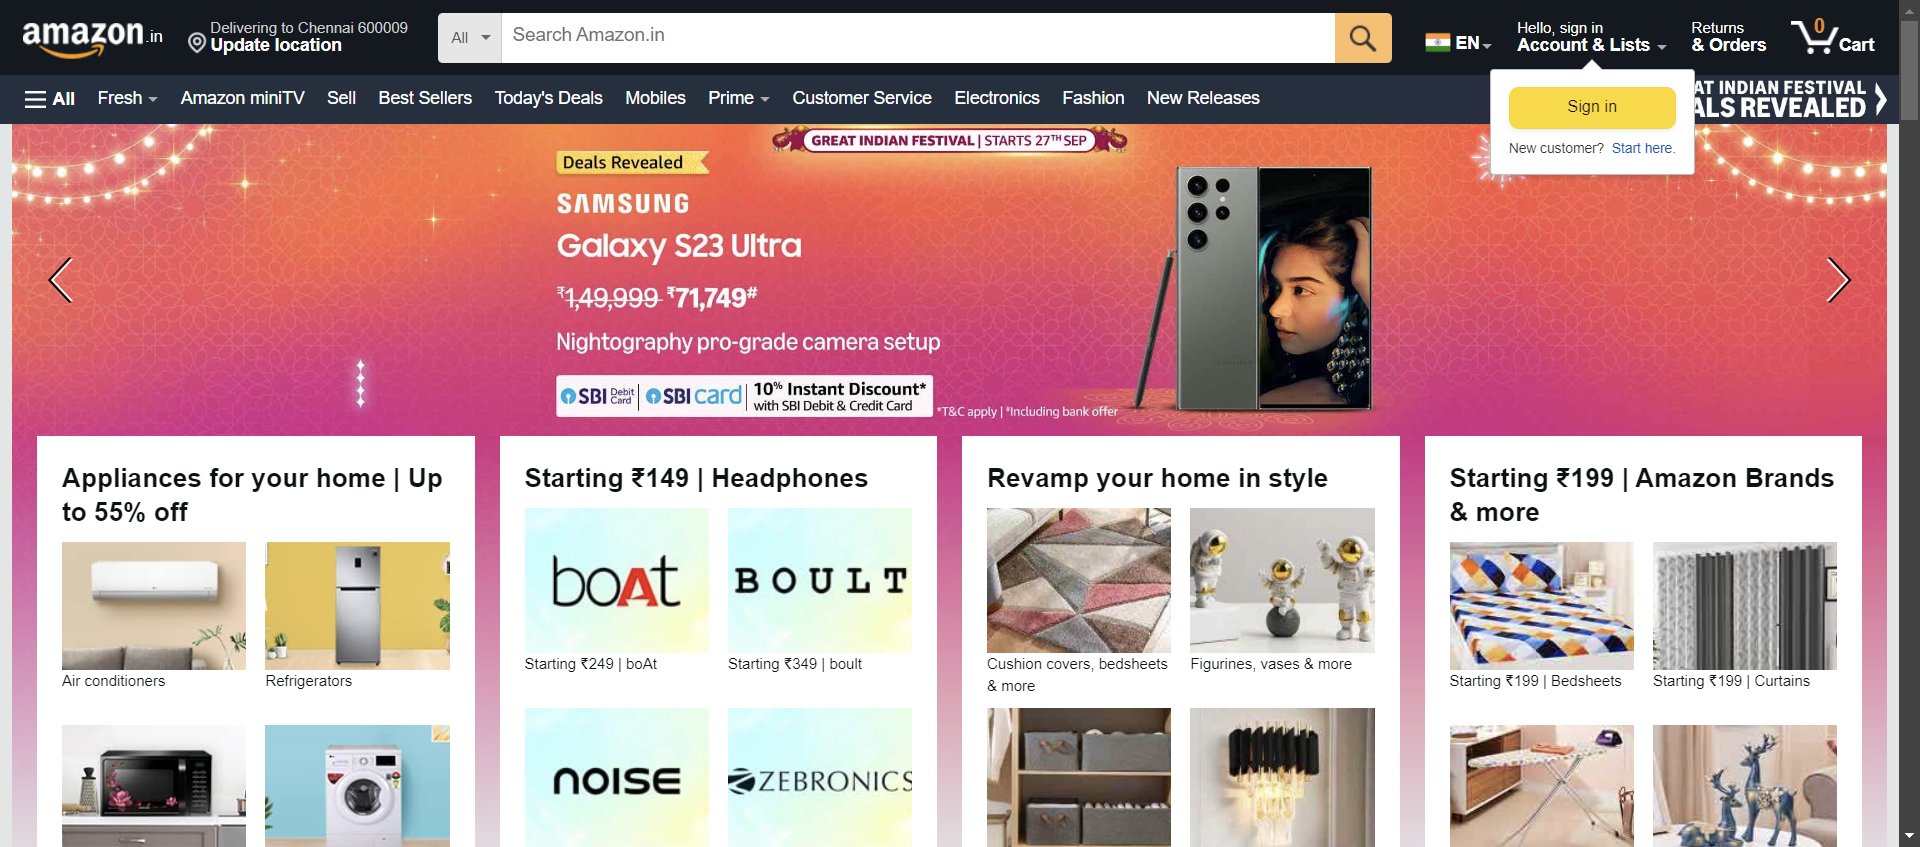 amazon.in
Delivering to Chennai 600009
Update location
All
Search Amazon.in
EN
Hello, sign in
Account & Lists
Returns
& Orders
0
Cart
All
Fresh
Amazon miniTV
Sell
Best Sellers
Today's Deals
Mobiles
Prime
Customer Service
Electronics
Fashion
New Releases
AT INDIAN FESTIVAL
ALS REVEALED
Sign in
New customer? Start here.
GREAT INDIAN FESTIVAL | STARTS 27TH SEP
Deals Revealed
SAMSUNG
Galaxy S23 Ultra
₹1,49,999 ₹71,749#
Nightography pro-grade camera setup
SBI Debit Card | SBI card | 10% Instant Discount*
with SBI Debit & Credit Card
*T&C apply | #Including bank offer
Appliances for your home | Up
to 55% off
Air conditioners
Refrigerators
Starting ₹149 | Headphones
boAt
BOULT
Starting ₹249 | boAt
Starting ₹349 | boult
noise
ZEBRONICS
Revamp your home in style
Cushion covers, bedsheets
& more
Figurines, vases & more
Starting ₹199 | Amazon Brands
& more
Starting ₹199 | Bedsheets
Starting ₹199 | Curtains